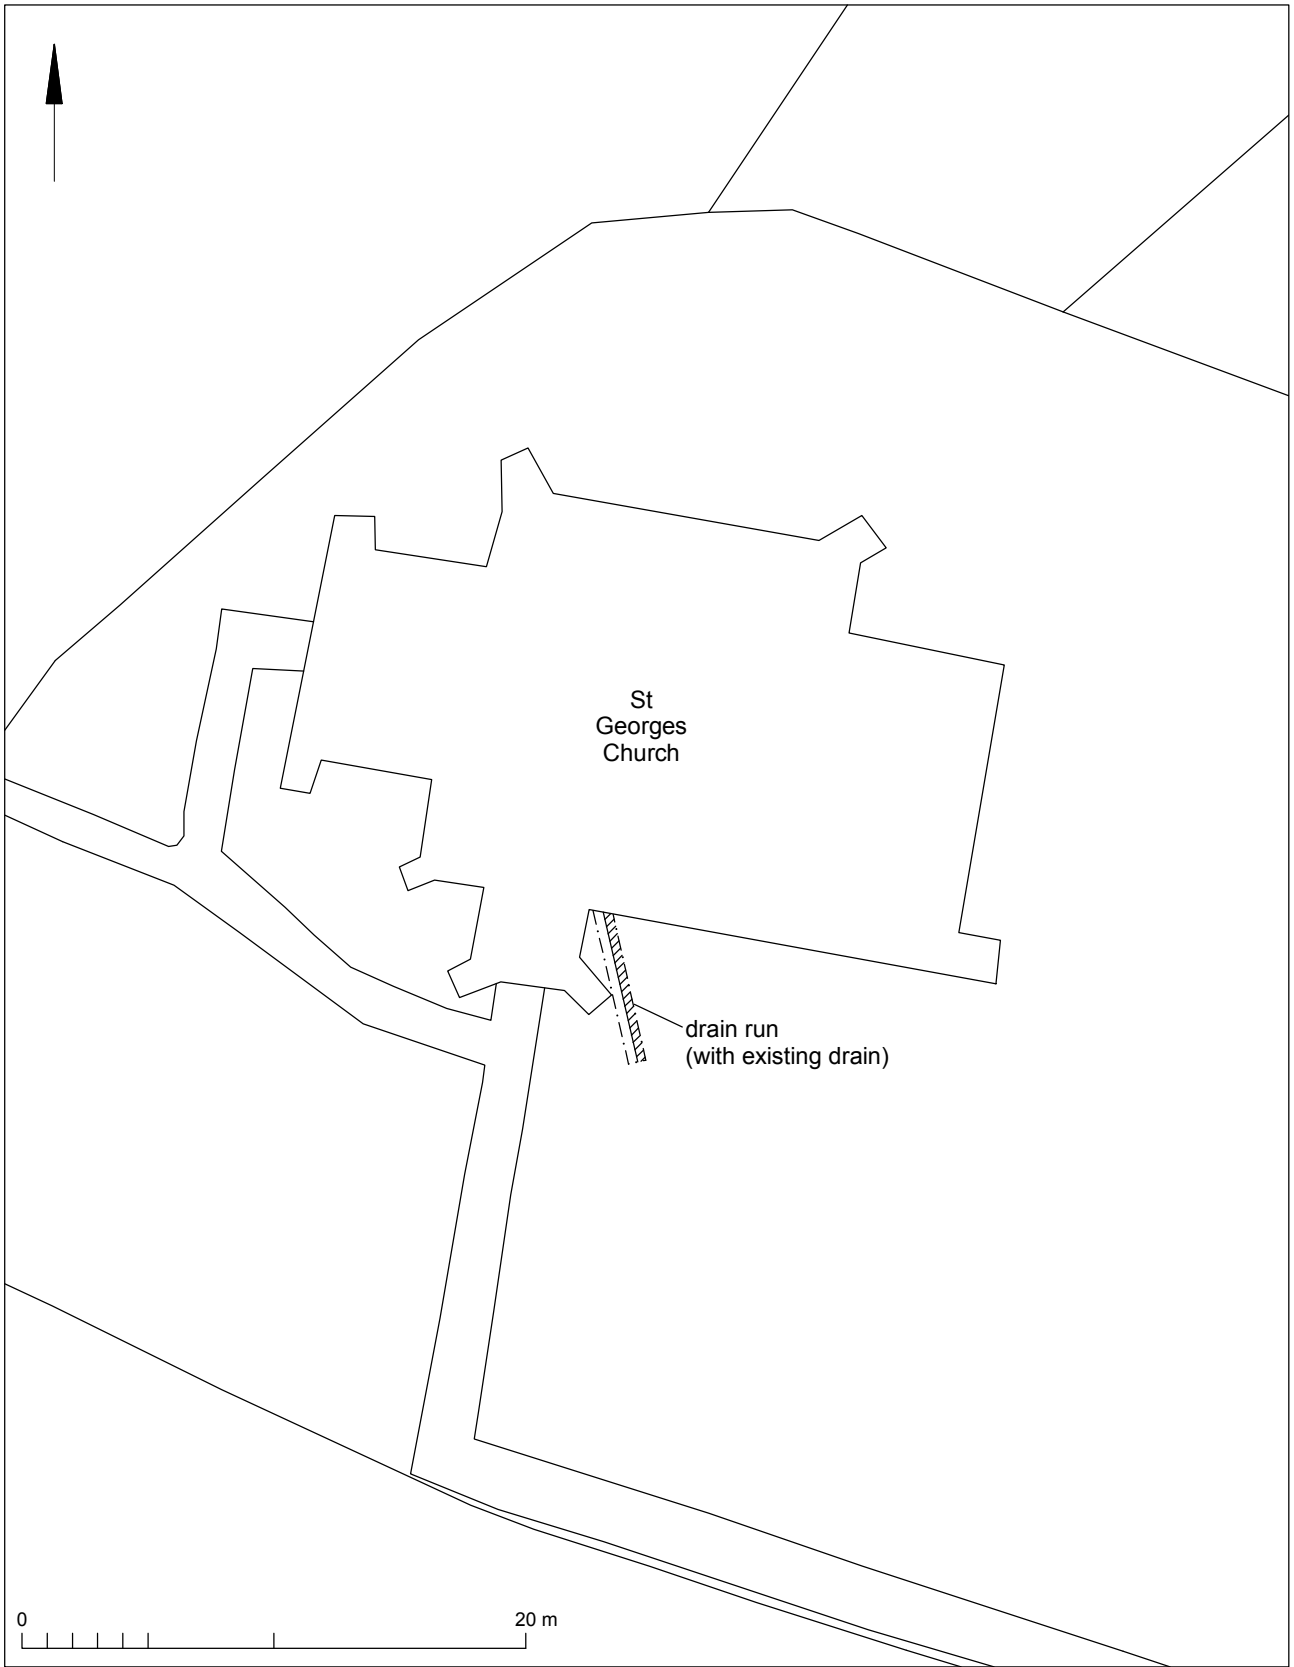 St
Georges
Church
drain run
(with existing drain)
0
20 m